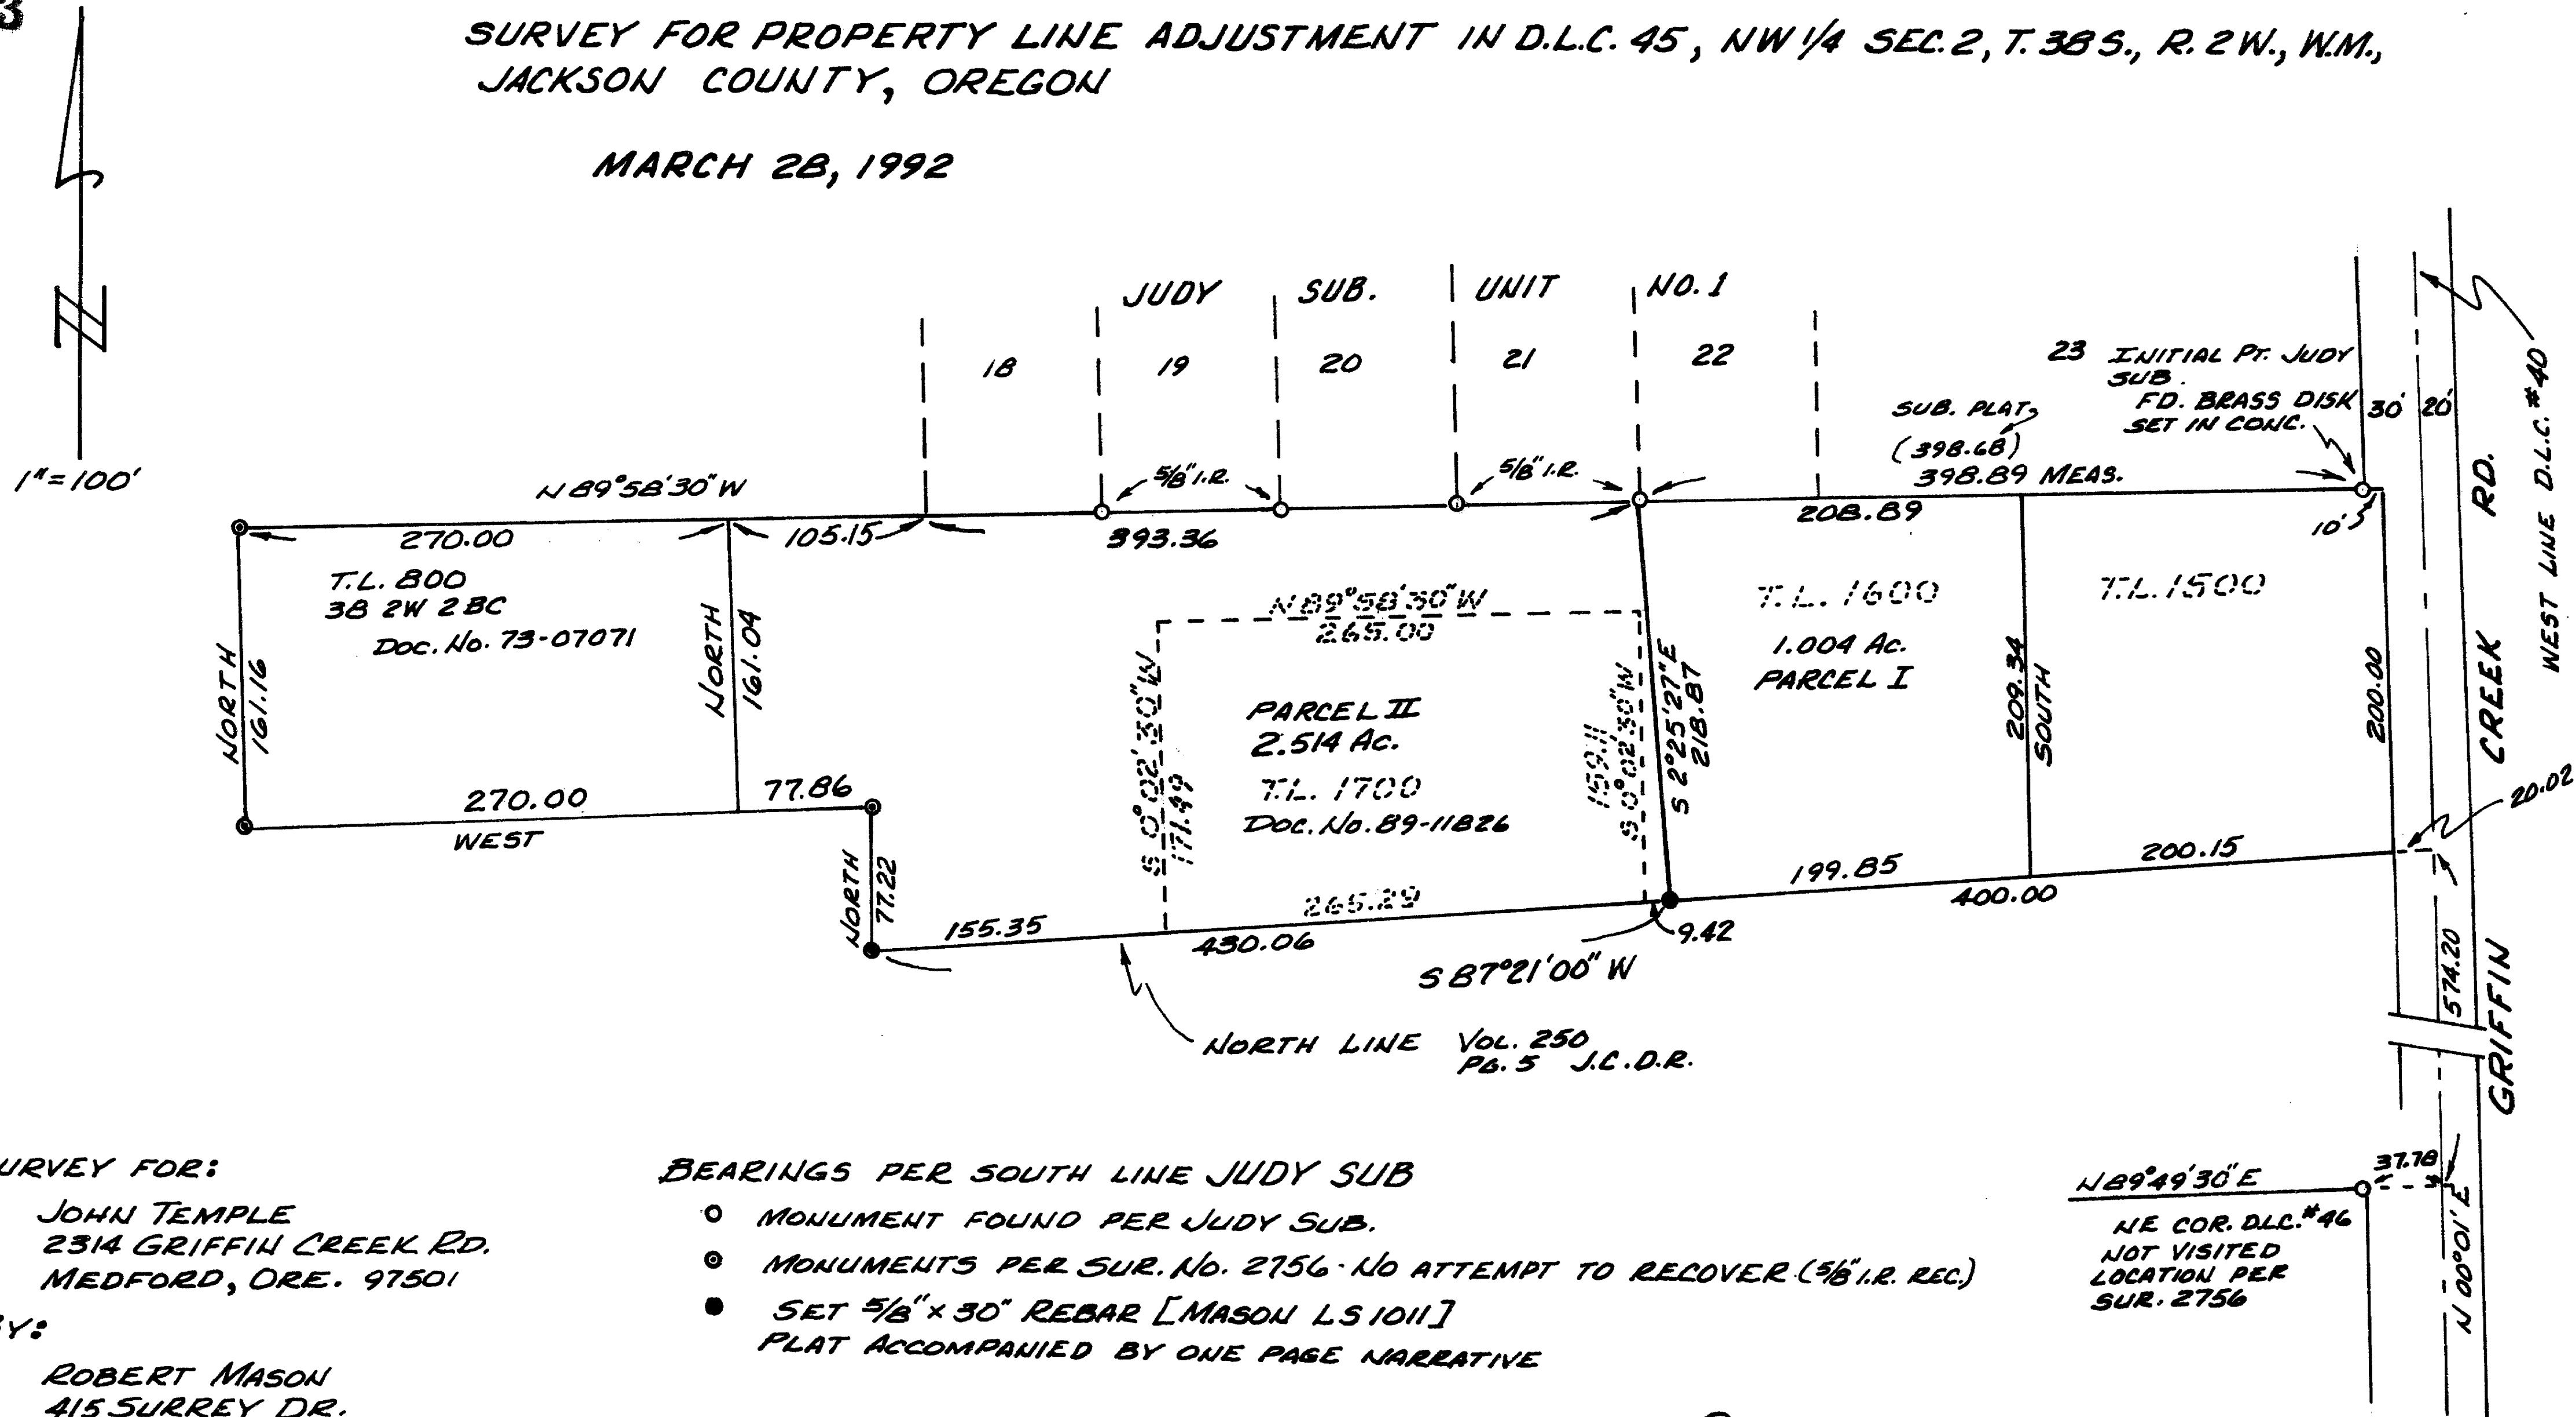 3
SURVEY FOR PROPERTY LINE ADJUSTMENT IN D.L.C. 45, NW 1/4 SEC. 2, T. 38 S., R. 2 W., W.M.,
JACKSON COUNTY, OREGON
MARCH 28, 1992
N
1" = 100'
JUDY SUB. UNIT NO. 1
18
19
20
21
22
23 INITIAL PT. JUDY
SUB.
FD. BRASS DISK
SET IN CONC.
30'
20'
WEST LINE D.L.C. #40
SUB. PLAT
(398.68)
398.89 MEAS.
N 89°58'30" W
5/8" I.R.
5/8" I.R.
270.00
105.15
393.36
208.89
10'
T.L. 800
38 2W 2BC
Doc. No. 73-07071
NORTH
161.16
NORTH
161.04
N 89°58'30" W
265.00
S 0°02'30" W
171.49
PARCEL II
2.514 Ac.
T.L. 1700
Doc. No. 89-11826
159.11
S 0°02'30" W
S 2°25'27" E
218.87
T.L. 1600
1.004 Ac.
PARCEL I
209.34
SOUTH
T.L. 1500
200.00
GRIFFIN CREEK RD.
20.02
270.00
WEST
77.86
NORTH
77.22
155.35
265.29
430.06
9.42
199.85
400.00
200.15
S 87°21'00" W
574.20
NORTH LINE VOL. 250
PG. 5 J.C.D.R.
URVEY FOR:
JOHN TEMPLE
2314 GRIFFIN CREEK RD.
MEDFORD, ORE. 97501
Y:
ROBERT MASON
415 SURREY DR.
BEARINGS PER SOUTH LINE JUDY SUB
MONUMENT FOUND PER JUDY SUB.
MONUMENTS PER SUR. NO. 2756 - NO ATTEMPT TO RECOVER (5/8" I.R. REC.)
SET 5/8" x 30" REBAR [MASON LS 1011]
PLAT ACCOMPANIED BY ONE PAGE NARRATIVE
N 89°49'30" E
37.78
NE COR. DLC. #46
NOT VISITED
LOCATION PER
SUR. 2756
N 00°01' E